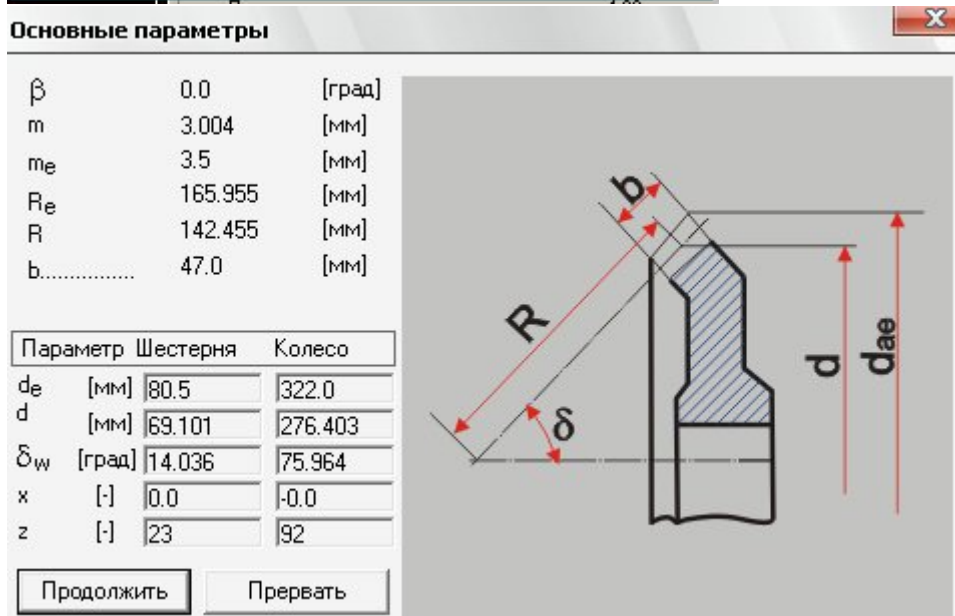 Основные параметры
β 0.0 [град]
m 3.004 [мм]
me 3.5 [мм]
Re 165.955 [мм]
R 142.455 [мм]
b................ 47.0 [мм]
Параметр Шестерня Колесо
de [мм] 80.5 322.0
d [мм] 69.101 276.403
δw [град] 14.036 75.964
x [-] 0.0 -0.0
z [-] 23 92
Продолжить Прервать
b
R
δ
d
dae